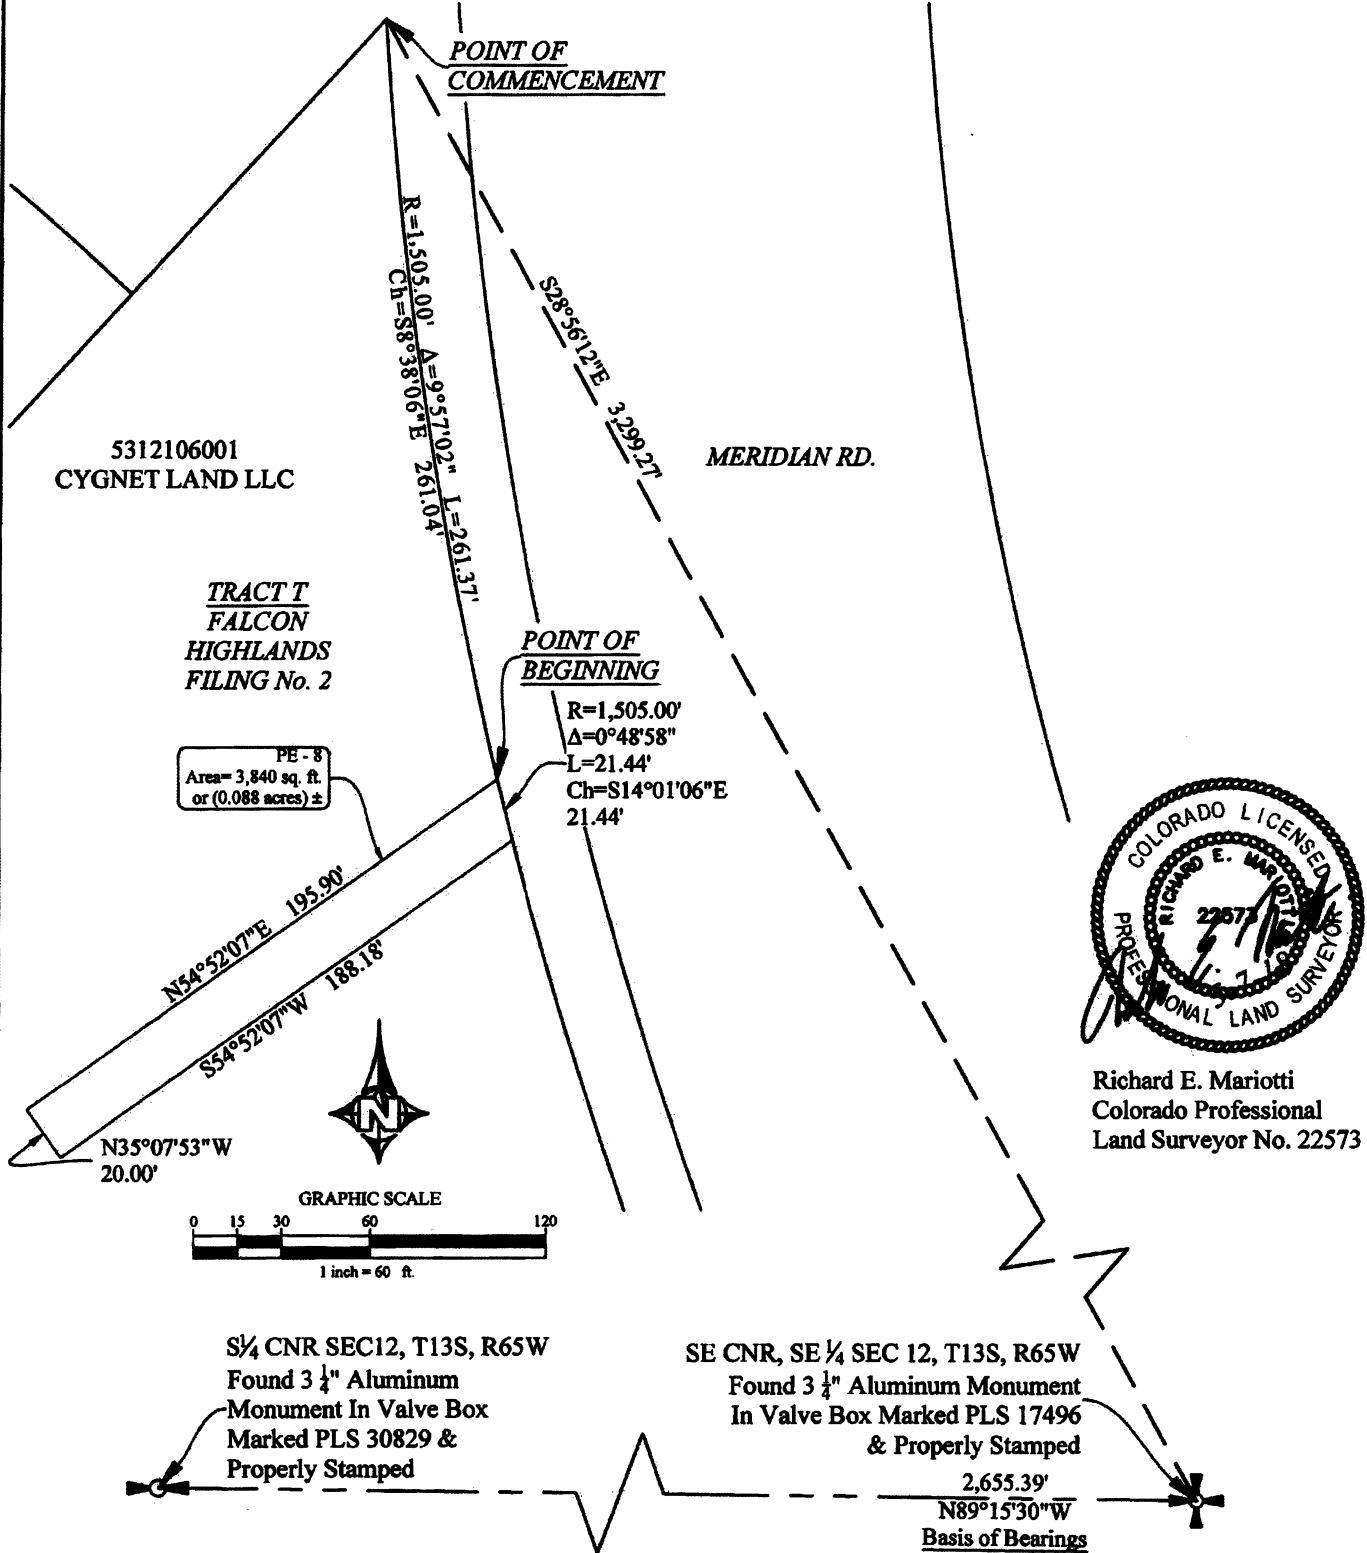 POINT OF
COMMENCEMENT
R=1,505.00' Δ=9°57'02" L=261.37'
Ch=S8°38'06"E 261.04'
S28°56'12"E 3,299.27'
MERIDIAN RD.
5312106001
CYGNET LAND LLC
TRACT T
FALCON
HIGHLANDS
FILING No. 2
POINT OF
BEGINNING
R=1,505.00'
Δ=0°48'58"
L=21.44'
Ch=S14°01'06"E
21.44'
PE - 8
Area= 3,840 sq. ft.
or (0.088 acres) ±
N54°52'07"E 195.90'
S54°52'07"W 188.18'
N35°07'53"W
20.00'
N
COLORADO LICENSED
RICHARD E. MARIOTTI
22573
PROFESSIONAL LAND SURVEYOR
Richard E. Mariotti
Colorado Professional
Land Surveyor No. 22573
GRAPHIC SCALE
0 15 30 60 120
1 inch = 60 ft.
S¼ CNR SEC12, T13S, R65W
Found 3 ¼" Aluminum
Monument In Valve Box
Marked PLS 30829 &
Properly Stamped
SE CNR, SE ¼ SEC 12, T13S, R65W
Found 3 ¼" Aluminum Monument
In Valve Box Marked PLS 17496
& Properly Stamped
2,655.39'
N89°15'30"W
Basis of Bearings